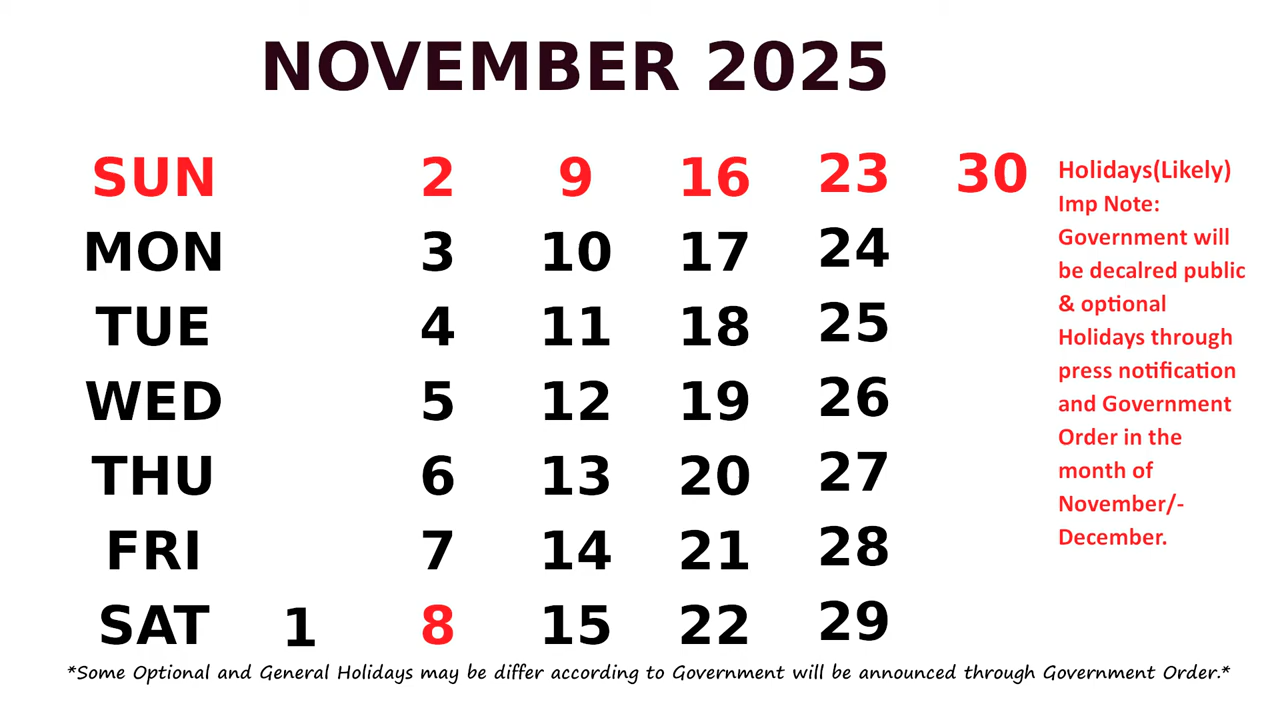 NOVEMBER 2025
SUN 2 9 16 23 30
MON 3 10 17 24
TUE 4 11 18 25
WED 5 12 19 26
THU 6 13 20 27
FRI 7 14 21 28
SAT 1 8 15 22 29
Holidays(Likely)
Imp Note:
Government will
be decalred public
& optional
Holidays through
press notification
and Government
Order in the
month of
November/-
December.
*Some Optional and General Holidays may be differ according to Government will be announced through Government Order.*